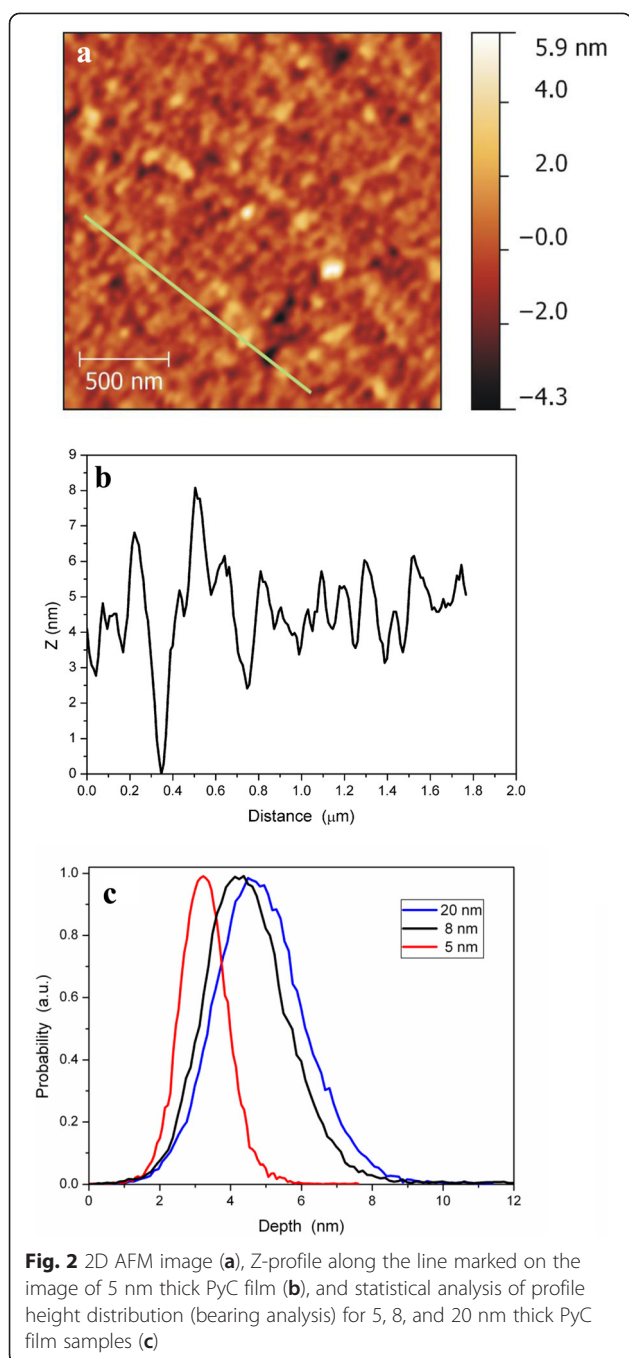 a
5.9 nm
4.0
2.0
−0.0
−2.0
−4.3
500 nm
b
9
8
7
6
5
4
3
2
1
0
Z (nm)
0.0 0.2 0.4 0.6 0.8 1.0 1.2 1.4 1.6 1.8 2.0
Distance (μm)
c
1.0
0.8
0.6
0.4
0.2
0.0
Probability (a.u.)
20 nm
8 nm
5 nm
0 2 4 6 8 10 12
Depth (nm)
Fig. 2 2D AFM image (a), Z-profile along the line marked on the
image of 5 nm thick PyC film (b), and statistical analysis of profile
height distribution (bearing analysis) for 5, 8, and 20 nm thick PyC
film samples (c)